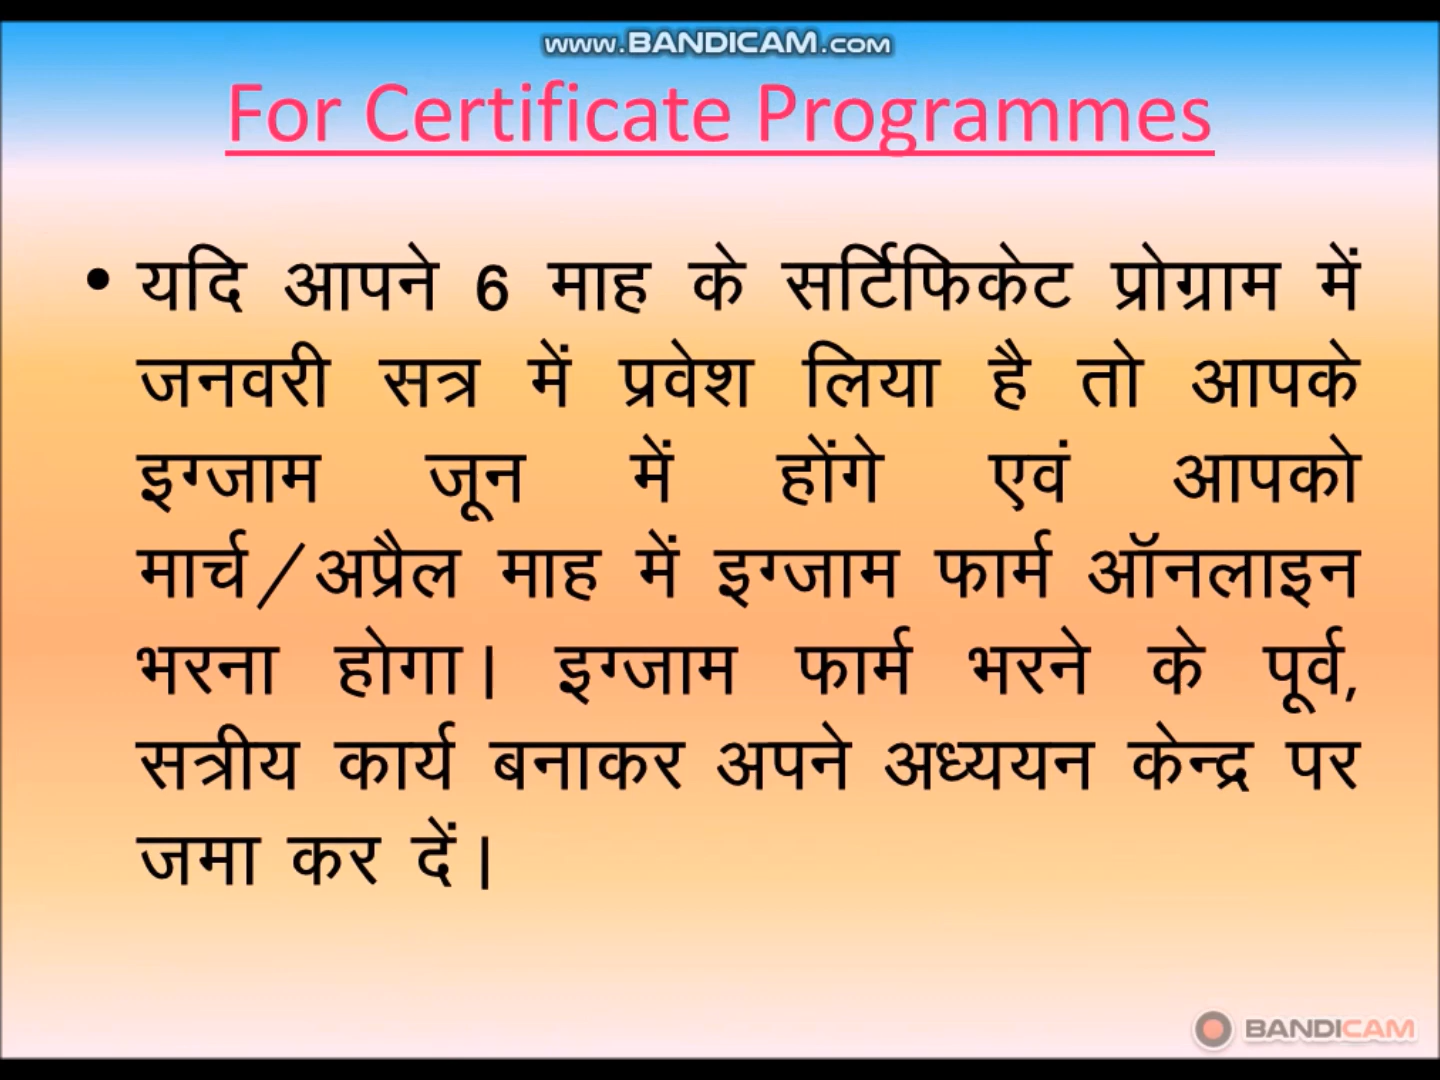 www.BANDICAM.com
For Certificate Programmes
• यदि आपने 6 माह के सर्टिफिकेट प्रोग्राम में
जनवरी सत्र में प्रवेश लिया है तो आपके
इग्जाम जून में होंगे एवं आपको
मार्च/अप्रैल माह में इग्जाम फार्म ऑनलाइन
भरना होगा। इग्जाम फार्म भरने के पूर्व,
सत्रीय कार्य बनाकर अपने अध्ययन केन्द्र पर
जमा कर दें।
BANDICAM